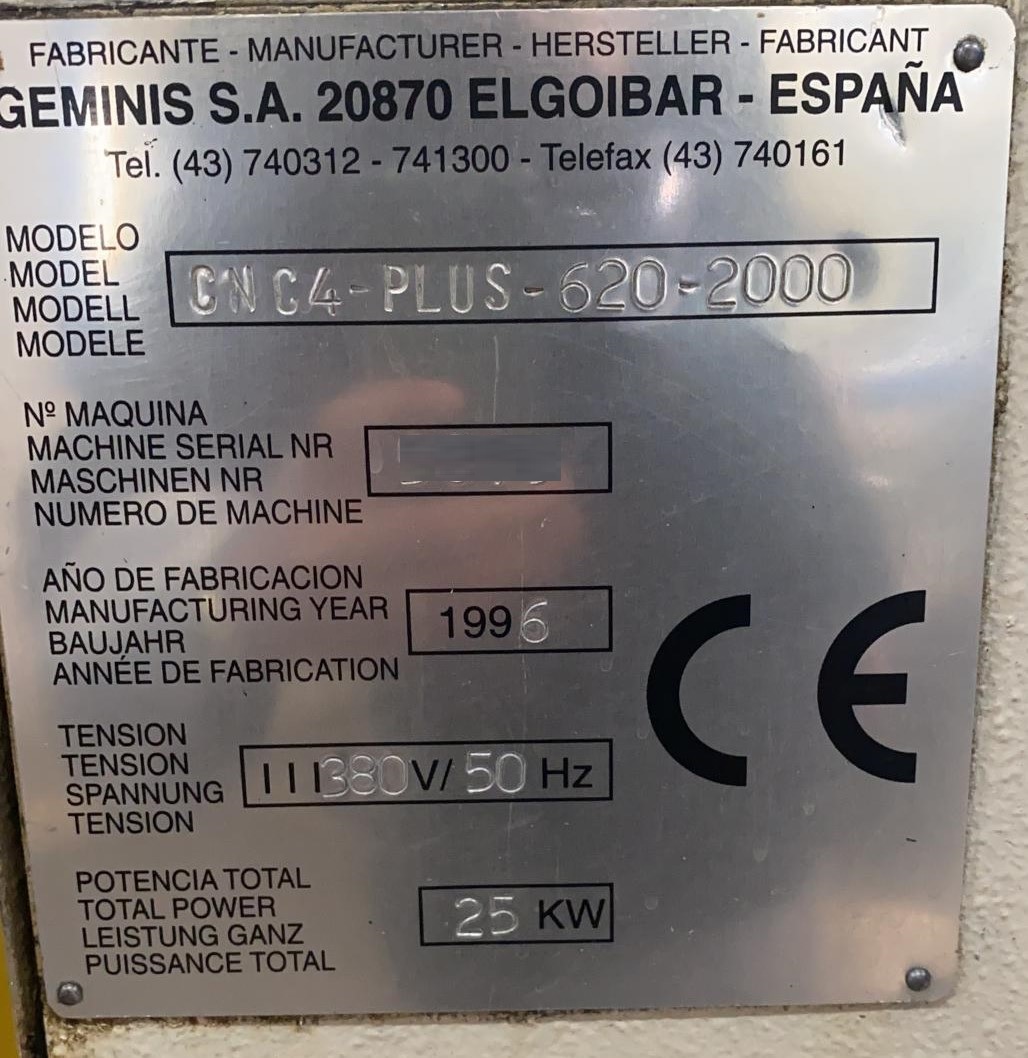 FABRICANTE - MANUFACTURER - HERSTELLER - FABRICANT
GEMINIS S.A. 20870 ELGOIBAR - ESPAÑA
Tel. (43) 740312 - 741300 - Telefax (43) 740161
MODELO
MODEL
MODELL
MODELE
CNC4-PLUS-620-2000
Nº MAQUINA
MACHINE SERIAL NR
MASCHINEN NR
NUMERO DE MACHINE
AÑO DE FABRICACION
MANUFACTURING YEAR
BAUJAHR
ANNÉE DE FABRICATION
1996
CE
TENSION
TENSION
SPANNUNG
TENSION
III 380 V/ 50 Hz
POTENCIA TOTAL
TOTAL POWER
LEISTUNG GANZ
PUISSANCE TOTAL
25 KW